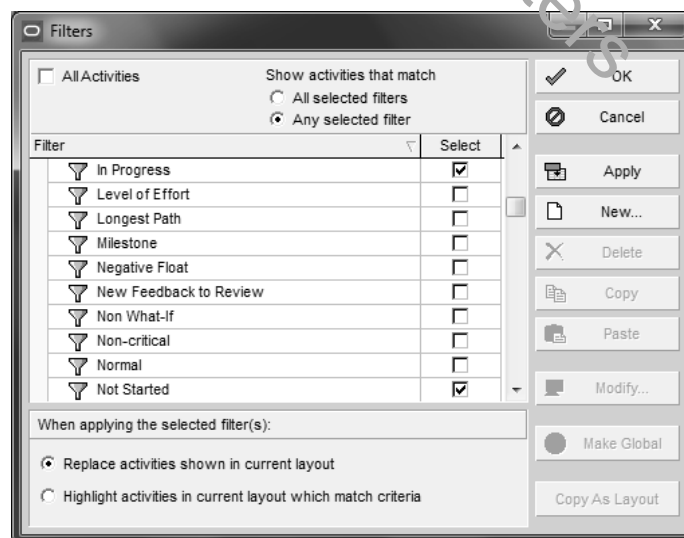 Filters
All Activities
Show activities that match
All selected filters
Any selected filter
Filter Select
In Progress
Level of Effort
Longest Path
Milestone
Negative Float
New Feedback to Review
Non What-If
Non-critical
Normal
Not Started
When applying the selected filter(s):
Replace activities shown in current layout
Highlight activities in current layout which match criteria
OK
Cancel
Apply
New...
Delete
Copy
Paste
Modify...
Make Global
Copy As Layout